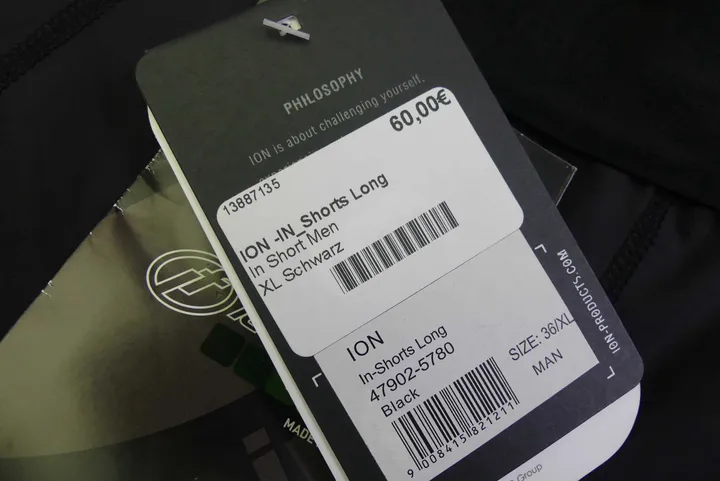 PHILOSOPHY
ION is about challenging yourself.
60,00€
13887135
ION -IN_Shorts Long
In Short Men
XL Schwarz
ION
In-Shorts Long
47902-5780
Black
SIZE: 36/XL
MAN
9 008415 821211
ION-PRODUCTS.COM
MADE
Group